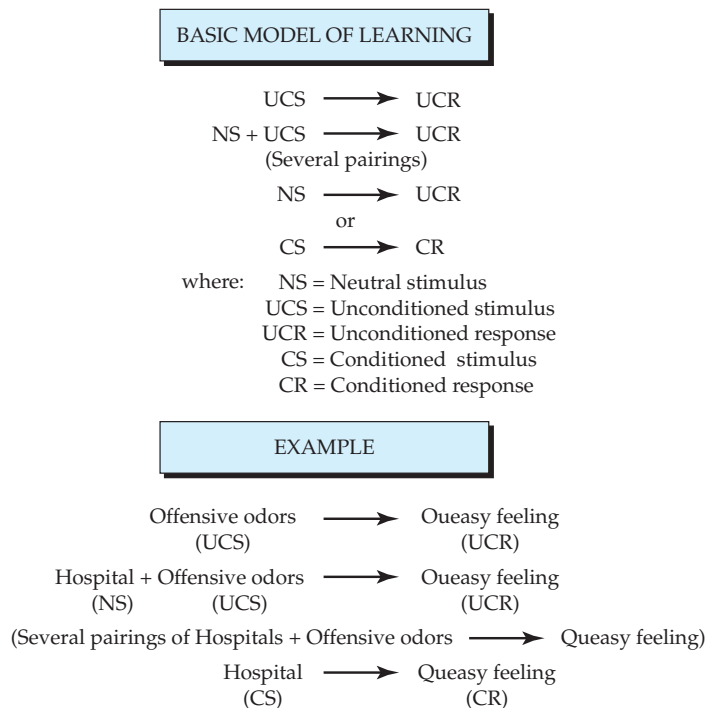 BASIC MODEL OF LEARNING
UCS → UCR
NS + UCS → UCR
(Several pairings)
NS → UCR
or
CS → CR
where: NS = Neutral stimulus
UCS = Unconditioned stimulus
UCR = Unconditioned response
CS = Conditioned stimulus
CR = Conditioned response
EXAMPLE
Offensive odors → Oueasy feeling
(UCS) (UCR)
Hospital + Offensive odors → Oueasy feeling
(NS) (UCS) (UCR)
(Several pairings of Hospitals + Offensive odors → Queasy feeling)
Hospital → Queasy feeling
(CS) (CR)